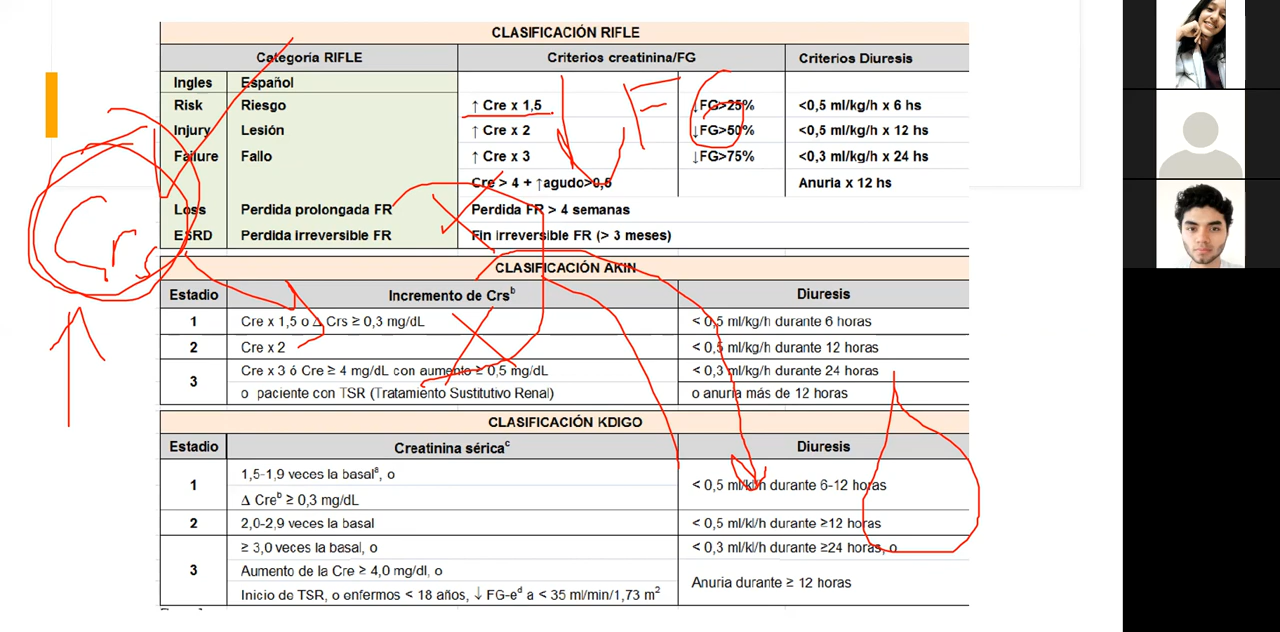 CLASIFICACIÓN RIFLE
Categoría RIFLE Criterios creatinina/FG Criterios Diuresis
Ingles Español
Risk Riesgo ↑ Cre x 1,5 ↓FG>25% <0,5 ml/kg/h x 6 hs
Injury Lesión ↑ Cre x 2 ↓FG>50% <0,5 ml/kg/h x 12 hs
Failure Fallo ↑ Cre x 3 ↓FG>75% <0,3 ml/kg/h x 24 hs
Cre > 4 + ↑agudo>0,5 Anuria x 12 hs
Loss Perdida prolongada FR Perdida FR > 4 semanas
ESRD Perdida irreversible FR Fin irreversible FR (> 3 meses)
↓ FG
Crs
CLASIFICACIÓN AKIN
Estadio Incremento de Crsᵇ Diuresis
1 Cre x 1,5 o Δ Crs ≥ 0,3 mg/dL < 0,5 ml/kg/h durante 6 horas
2 Cre x 2 < 0,5 ml/kg/h durante 12 horas
3 Cre x 3 ó Cre ≥ 4 mg/dL con aumento ≥ 0,5 mg/dL < 0,3 ml/kg/h durante 24 horas
o paciente con TSR (Tratamiento Sustitutivo Renal) o anuria más de 12 horas
CLASIFICACIÓN KDIGO
Estadio Creatinina séricaᶜ Diuresis
1 1,5-1,9 veces la basalᵃ, o < 0,5 ml/kl/h durante 6-12 horas
Δ Creᵇ ≥ 0,3 mg/dL
2 2,0-2,9 veces la basal < 0,5 ml/kl/h durante ≥12 horas
3 ≥ 3,0 veces la basal, o < 0,3 ml/kl/h durante ≥24 horas, o
Aumento de la Cre ≥ 4,0 mg/dl, o Anuria durante ≥ 12 horas
Inicio de TSR, o enfermos < 18 años, ↓ FG-eᵈ a < 35 ml/min/1,73 m²